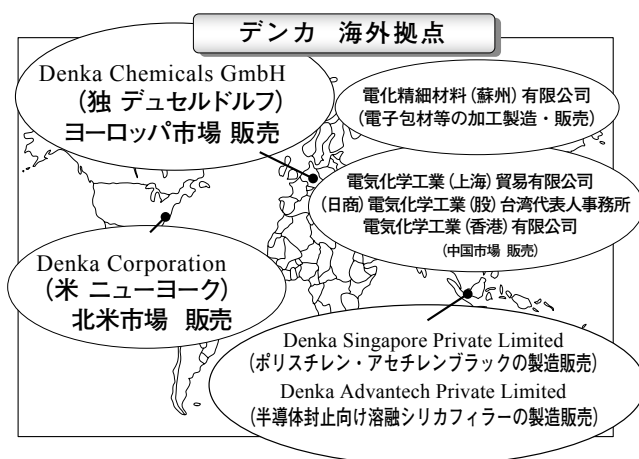 デンカ 海外拠点
Denka Chemicals GmbH
(独 デュセルドルフ)
ヨーロッパ市場 販売
電化精細材料(蘇州)有限公司
(電子包材等の加工製造・販売)
電気化学工業(上海)貿易有限公司
(日商)電気化学工業(股)台湾代表人事務所
電気化学工業(香港)有限公司
(中国市場 販売)
Denka Corporation
(米 ニューヨーク)
北米市場 販売
Denka Singapore Private Limited
(ポリスチレン・アセチレンブラックの製造販売)
Denka Advantech Private Limited
(半導体封止向け溶融シリカフィラーの製造販売)